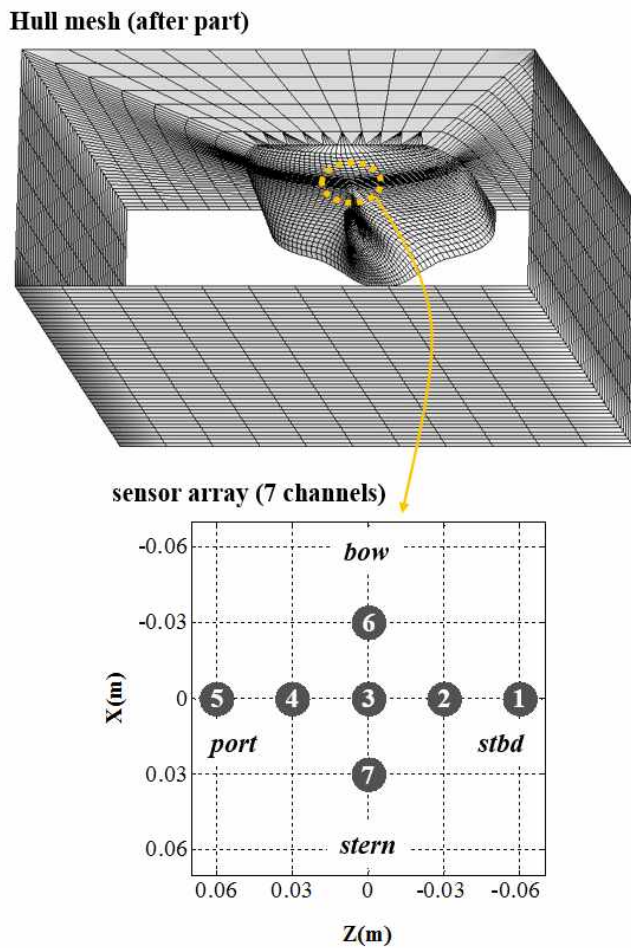 Hull mesh (after part)
sensor array (7 channels)
-0.06
bow
-0.03
6
X(m)
0
5 4 3 2 1
port
stbd
0.03
7
0.06
stern
0.06 0.03 0 -0.03 -0.06
Z(m)